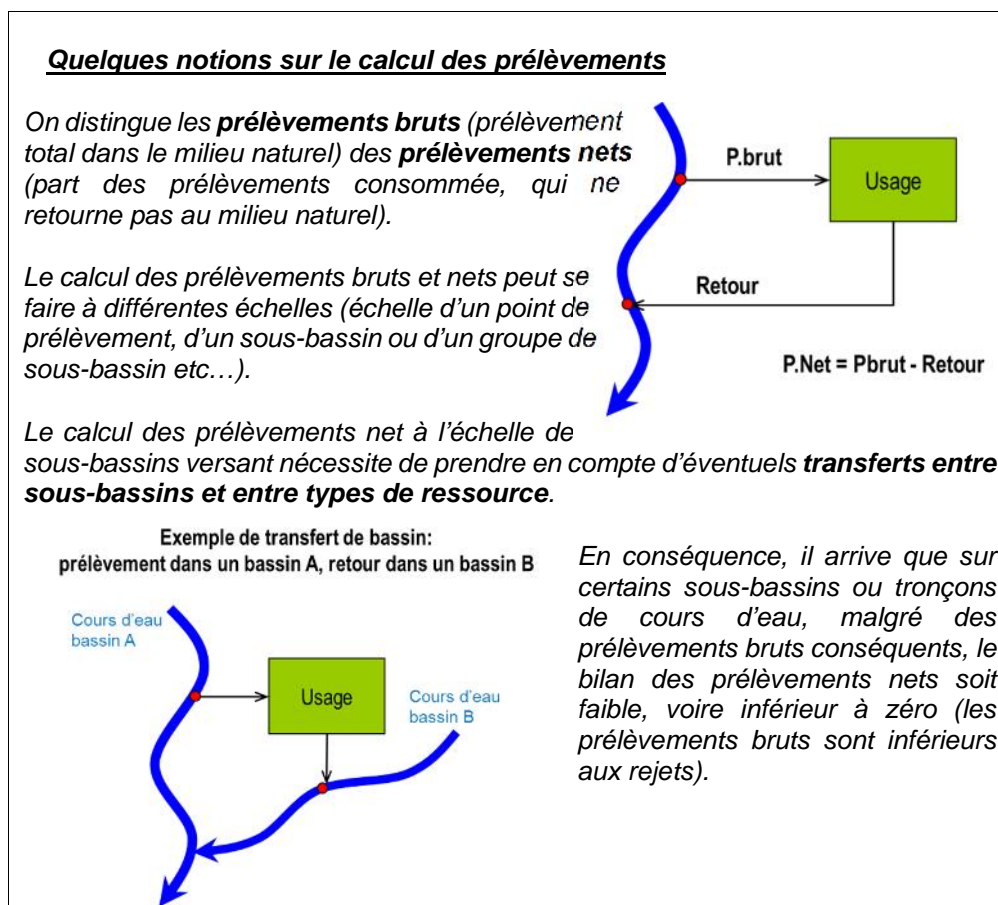 Quelques notions sur le calcul des prélèvements
On distingue les prélèvements bruts (prélèvement
total dans le milieu naturel) des prélèvements nets
(part des prélèvements consommée, qui ne
retourne pas au milieu naturel).
P.brut
Usage
Retour
P.Net = Pbrut - Retour
Le calcul des prélèvements bruts et nets peut se
faire à différentes échelles (échelle d'un point de
prélèvement, d'un sous-bassin ou d'un groupe de
sous-bassin etc…).
Le calcul des prélèvements net à l'échelle de
sous-bassins versant nécessite de prendre en compte d'éventuels transferts entre
sous-bassins et entre types de ressource.
Exemple de transfert de bassin:
prélèvement dans un bassin A, retour dans un bassin B
Cours d'eau
bassin A
Usage
Cours d'eau
bassin B
En conséquence, il arrive que sur
certains sous-bassins ou tronçons
de cours d'eau, malgré des
prélèvements bruts conséquents, le
bilan des prélèvements nets soit
faible, voire inférieur à zéro (les
prélèvements bruts sont inférieurs
aux rejets).